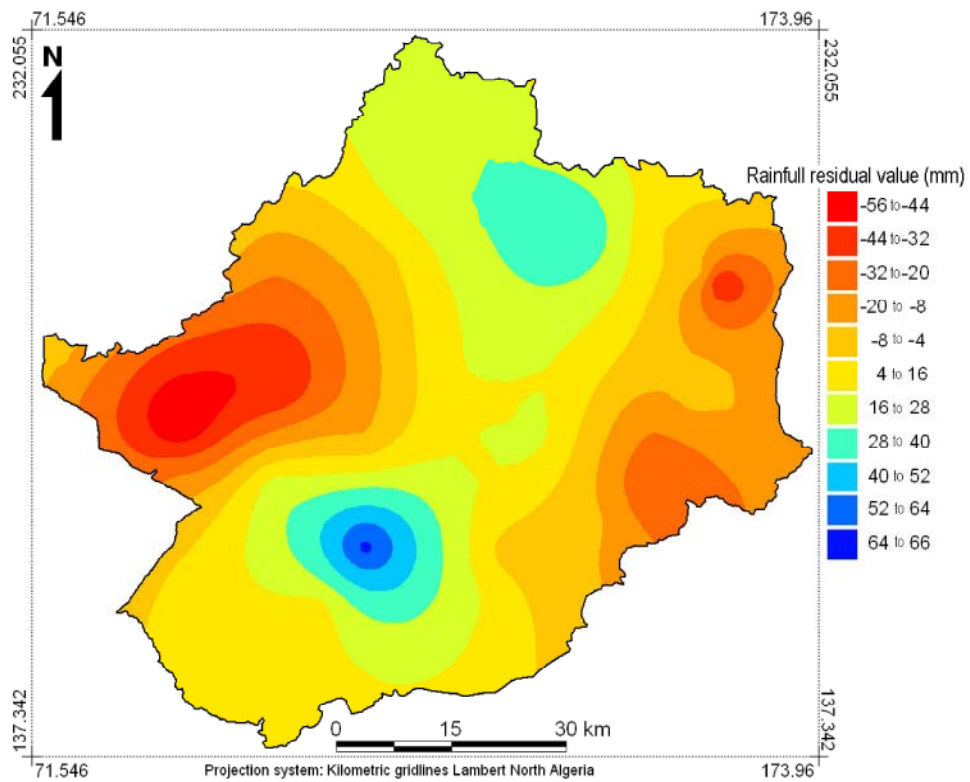 71.546 173.96
232.055
232.055
N
Rainfull residual value (mm)
-56 to -44
-44 to -32
-32 to -20
-20 to -8
-8 to -4
4 to 16
16 to 28
28 to 40
40 to 52
52 to 64
64 to 66
0 15 30 km
137.342
137.342
71.546 Projection system: Kilometric gridlines Lambert North Algeria 173.96